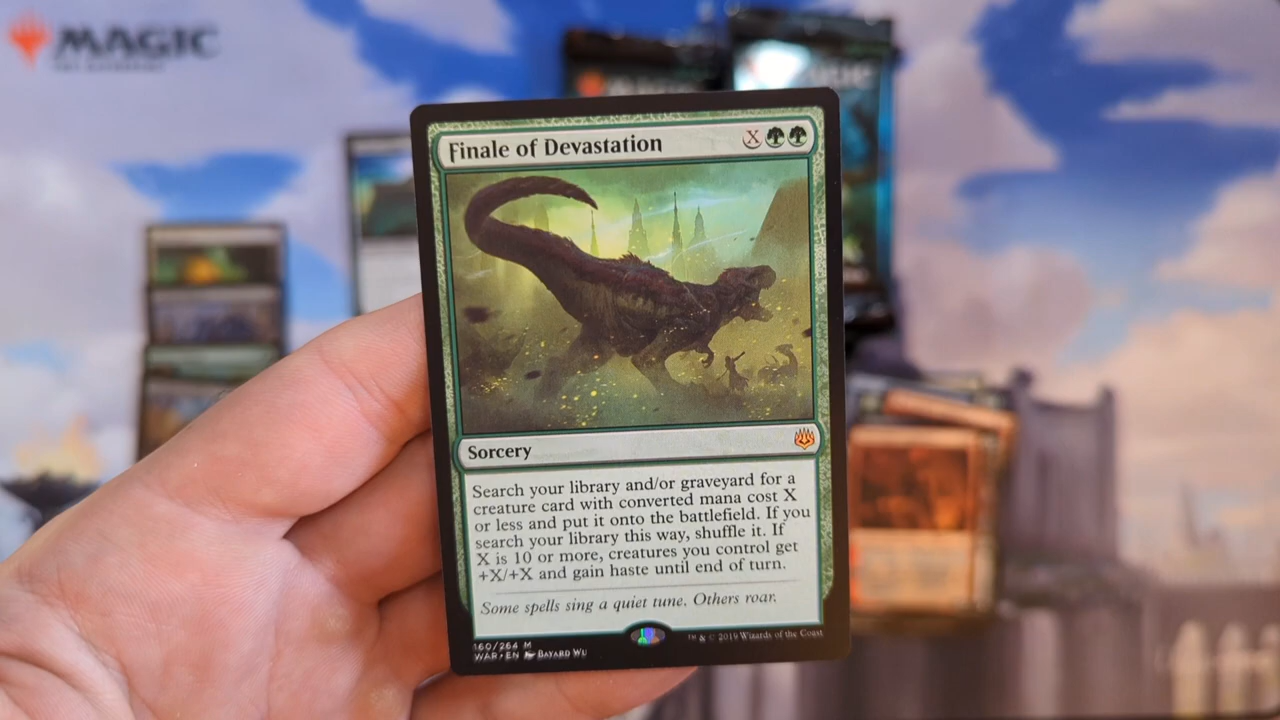 MAGIC
Finale of Devastation X
Sorcery
Search your library and/or graveyard for a
creature card with converted mana cost X
or less and put it onto the battlefield. If you
search your library this way, shuffle it. If
X is 10 or more, creatures you control get
+X/+X and gain haste until end of turn.
Some spells sing a quiet tune. Others roar.
160/264 M
WAR • EN Bayard Wu
™ & © 2019 Wizards of the Coast